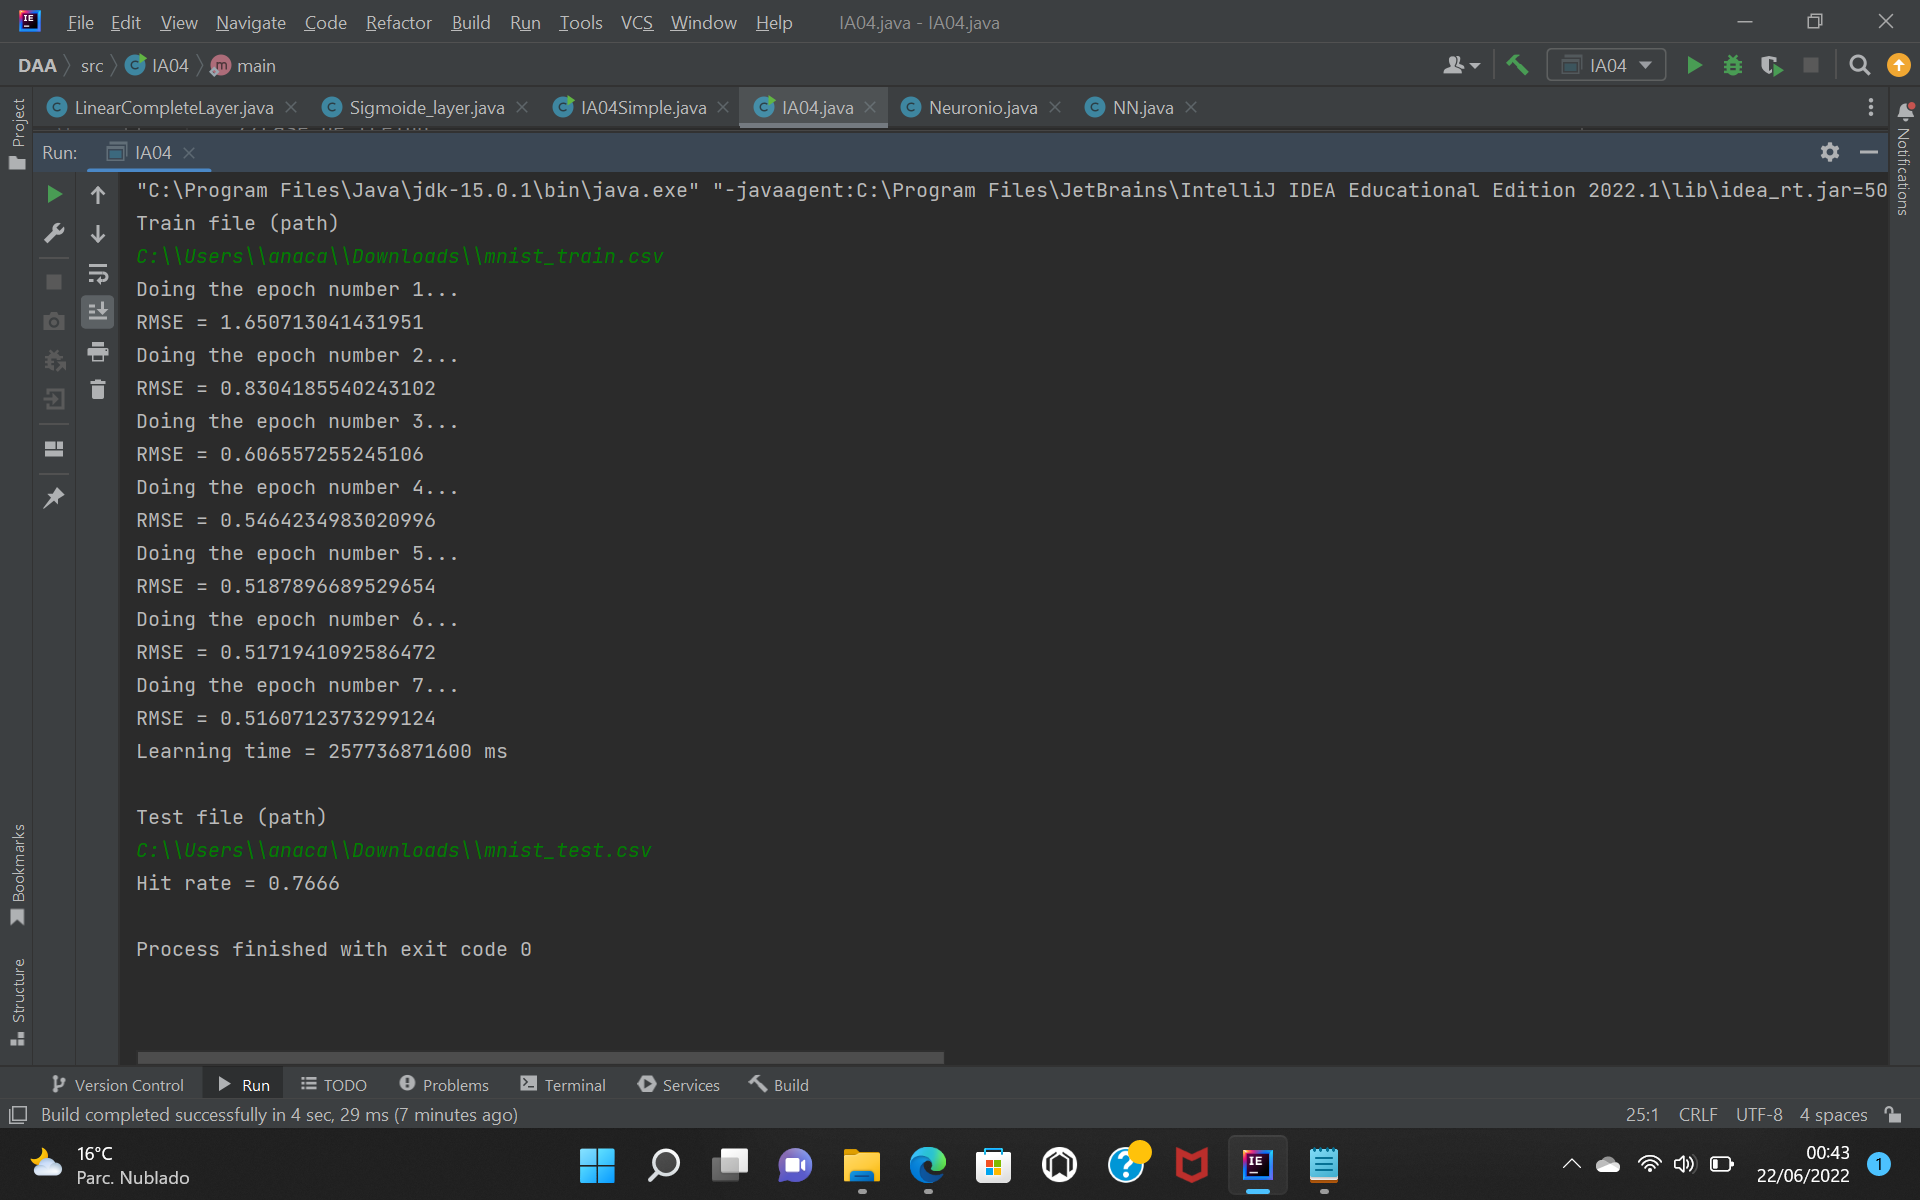 File Edit View Navigate Code Refactor Build Run Tools VCS Window Help IA04.java - IA04.java
DAA src IA04 main IA04
LinearCompleteLayer.java Sigmoide_layer.java IA04Simple.java IA04.java Neuronio.java NN.java
Project
Notifications
Run: IA04
"C:\Program Files\Java\jdk-15.0.1\bin\java.exe" "-javaagent:C:\Program Files\JetBrains\IntelliJ IDEA Educational Edition 2022.1\lib\idea_rt.jar=50
Train file (path)
C:\\Users\\anaca\\Downloads\\mnist_train.csv
Doing the epoch number 1...
RMSE = 1.650713041431951
Doing the epoch number 2...
RMSE = 0.8304185540243102
Doing the epoch number 3...
RMSE = 0.606557255245106
Doing the epoch number 4...
RMSE = 0.5464234983020996
Doing the epoch number 5...
RMSE = 0.5187896689529654
Doing the epoch number 6...
RMSE = 0.5171941092586472
Doing the epoch number 7...
RMSE = 0.5160712373299124
Learning time = 257736871600 ms
Test file (path)
C:\\Users\\anaca\\Downloads\\mnist_test.csv
Hit rate = 0.7666
Process finished with exit code 0
Bookmarks
Structure
Version Control Run TODO Problems Terminal Services Build
Build completed successfully in 4 sec, 29 ms (7 minutes ago) 25:1 CRLF UTF-8 4 spaces
16°C
Parc. Nublado
00:43
22/06/2022
1